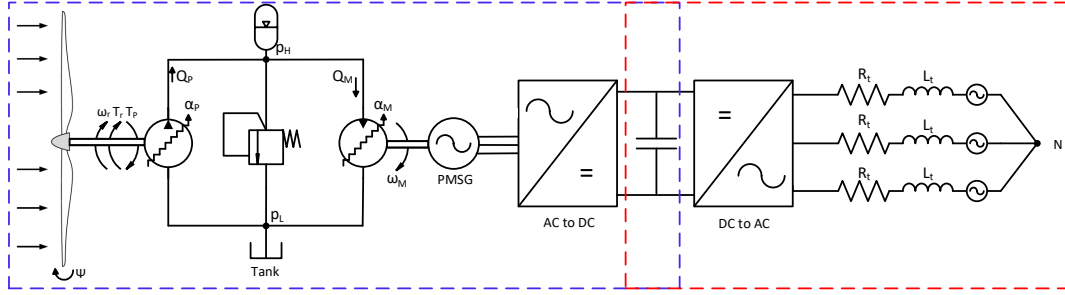 p_H
Q_P
Q_M
R_t
L_t
α_P
α_M
ω_r T_r T_P
=
R_t
L_t
N
ω_M
PMSG
=
R_t
L_t
p_L
AC to DC
DC to AC
Ψ
Tank